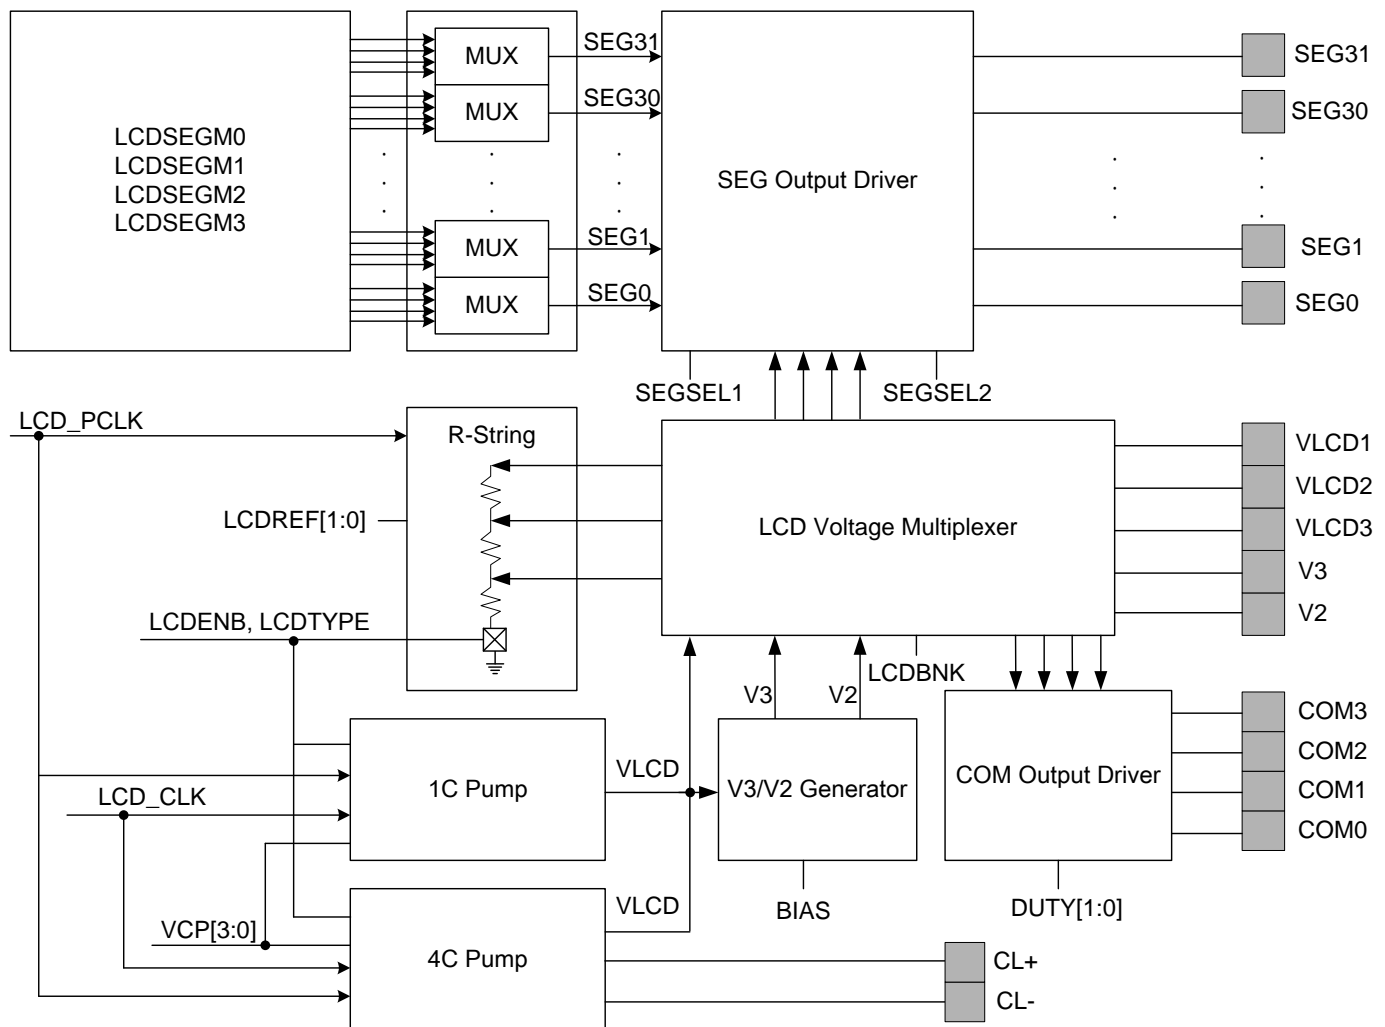 LCDSEGM0
LCDSEGM1
LCDSEGM2
LCDSEGM3
MUX
MUX
MUX
MUX
SEG31
SEG30
SEG1
SEG0
SEG Output Driver
SEG31
SEG30
SEG1
SEG0
SEGSEL1
SEGSEL2
LCD_PCLK
R-String
LCDREF[1:0]
LCDENB, LCDTYPE
LCD Voltage Multiplexer
VLCD1
VLCD2
VLCD3
V3
V2
LCDBNK
V3
V2
1C Pump
VLCD
V3/V2 Generator
COM Output Driver
COM3
COM2
COM1
COM0
LCD_CLK
VCP[3:0]
4C Pump
VLCD
BIAS
DUTY[1:0]
CL+
CL-